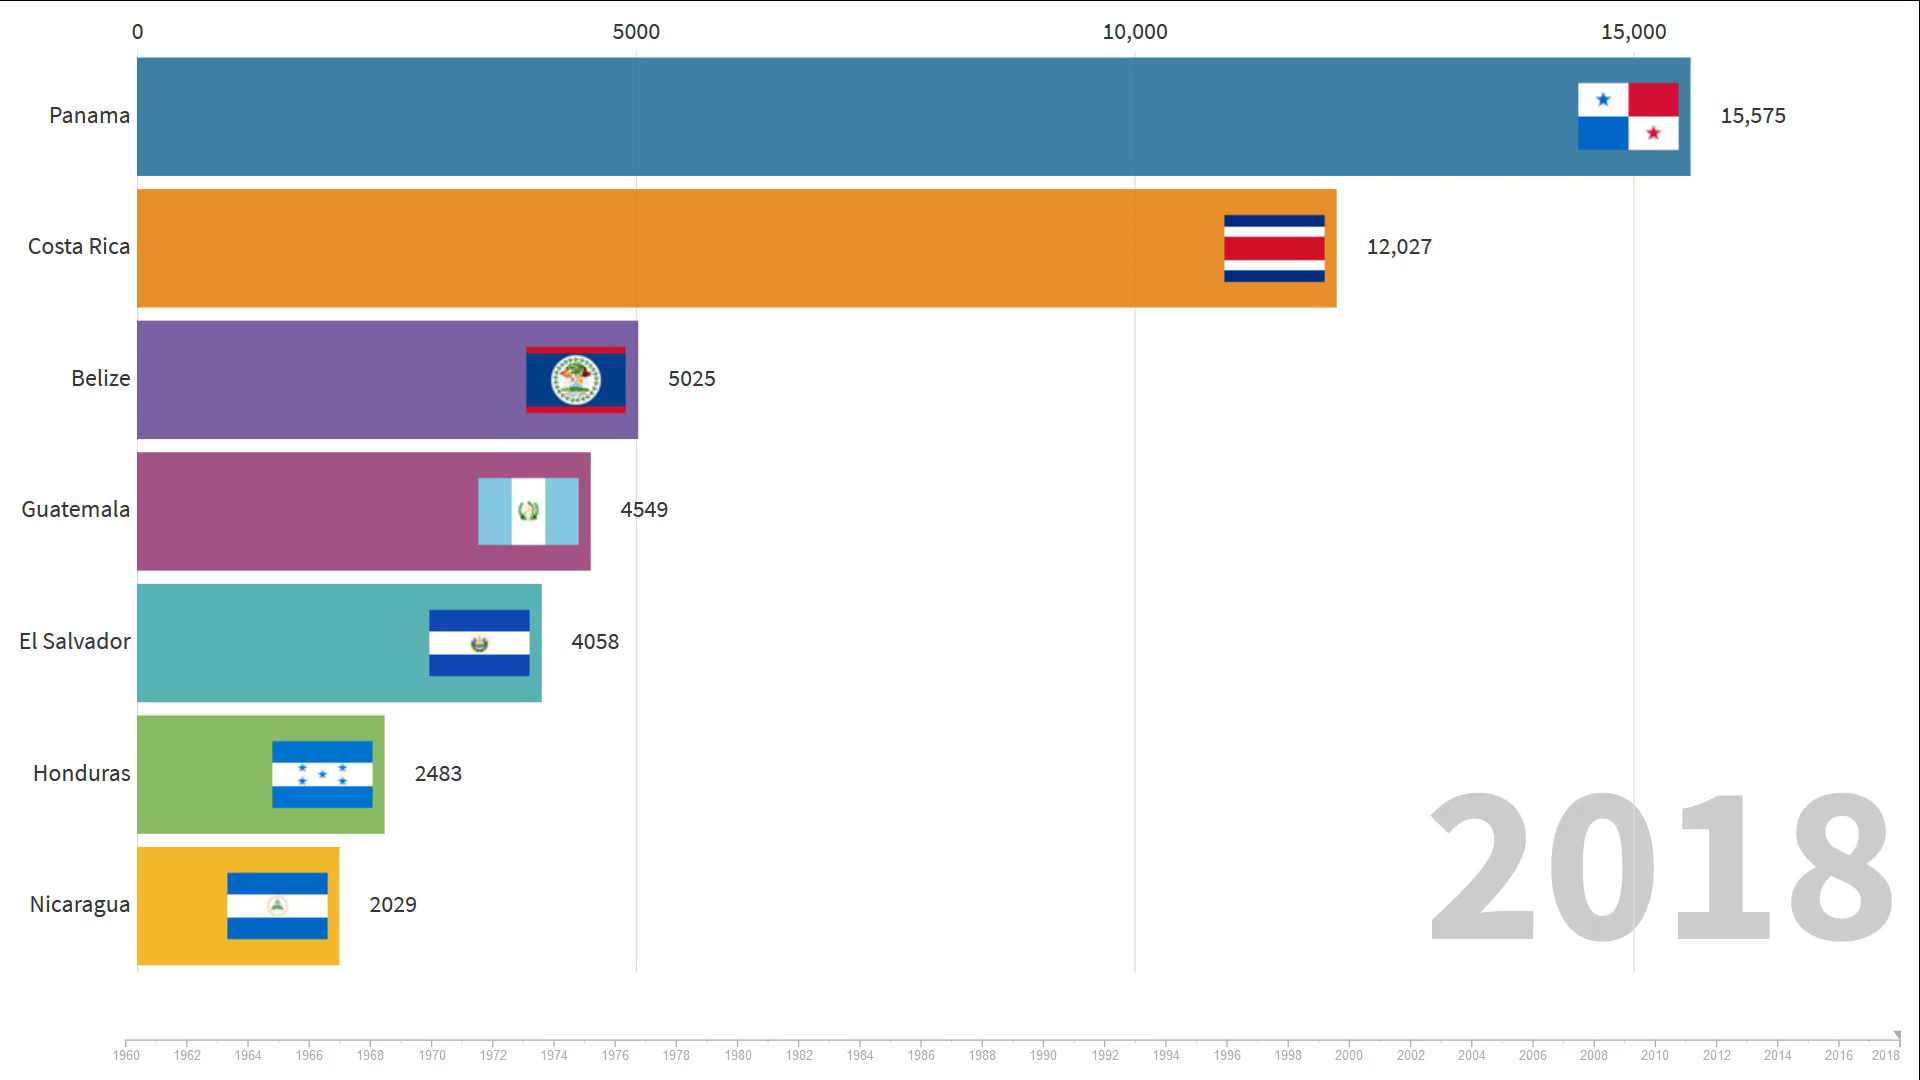 0 5000 10,000 15,000
Panama 15,575
Costa Rica 12,027
Belize 5025
Guatemala 4549
El Salvador 4058
Honduras 2483
Nicaragua 2029
2018
1960 1962 1964 1966 1968 1970 1972 1974 1976 1978 1980 1982 1984 1986 1988 1990 1992 1994 1996 1998 2000 2002 2004 2006 2008 2010 2012 2014 2016 2018